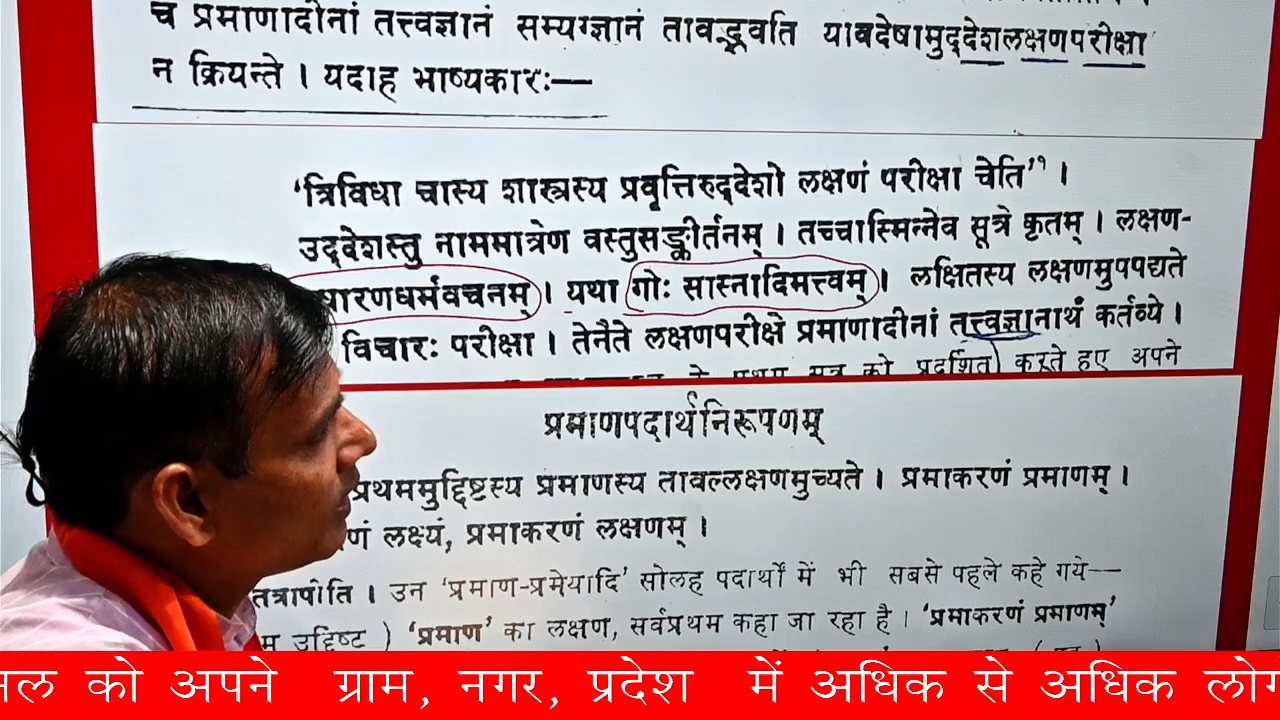 च प्रमाणादीनां तत्त्वज्ञानं सम्यग्ज्ञानं तावद्भवति यावदेषामुद्देशलक्षणपरीक्षा
न क्रियन्ते । यदाह भाष्यकारः—
'त्रिविधा चास्य शास्त्रस्य प्रवृत्तिरुद्देशो लक्षणं परीक्षा चेति'१ ।
उद्देशस्तु नाममात्रेण वस्तुसङ्कीर्तनम् । तच्चास्मिन्नेव सूत्रे कृतम् । लक्षण-
धारणधर्मवचनम् । यथा गोः सास्नादिमत्त्वम् । लक्षितस्य लक्षणमुपपद्यते
विचारः परीक्षा । तेनैते लक्षणपरीक्षे प्रमाणादीनां तत्त्वज्ञानार्थं कर्तव्ये ।
प्रथम सूत्र को प्रदर्शित करते हुए अपने
प्रमाणपदार्थनिरूपणम्
प्रथममुद्दिष्टस्य प्रमाणस्य तावल्लक्षणमुच्यते । प्रमाकरणं प्रमाणम् ।
णं लक्ष्यं, प्रमाकरणं लक्षणम् ।
तत्रापीति । उन 'प्रमाण-प्रमेयादि' सोलह पदार्थों में भी सबसे पहले कहे गये—
म उद्दिष्ट ) 'प्रमाण' का लक्षण, सर्वप्रथम कहा जा रहा है । 'प्रमाकरणं प्रमाणम्'
को अपने ग्राम, नगर, प्रदेश में अधिक से अधिक